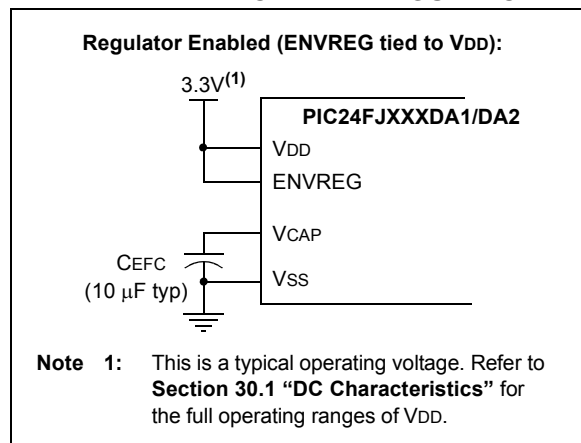 Regulator Enabled (ENVREG tied to VDD):
3.3V(1)
PIC24FJXXXDA1/DA2
VDD
ENVREG
VCAP
CEFC
(10 μF typ)
VSS
Note 1: This is a typical operating voltage. Refer to
Section 30.1 “DC Characteristics” for
the full operating ranges of VDD.